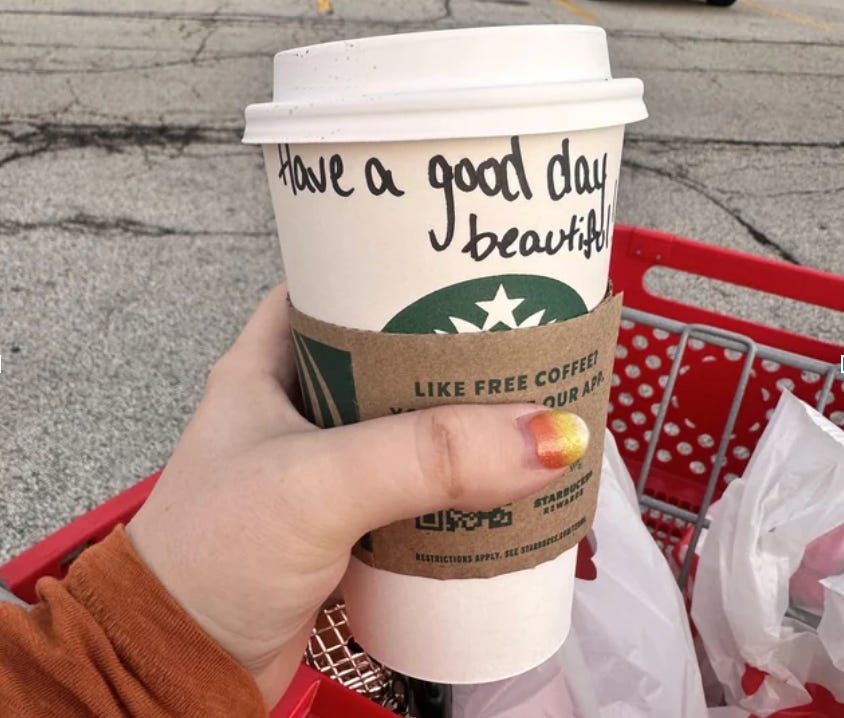 Have a good day
beautiful!
LIKE FREE COFFEE?
OUR APP.
STARBUCKS
REWARDS
RESTRICTIONS APPLY. SEE